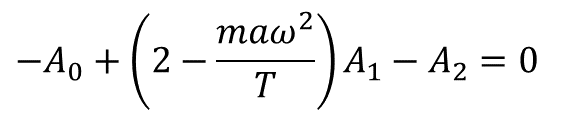 −A₀ + (2 − maω²/T) A₁ − A₂ = 0